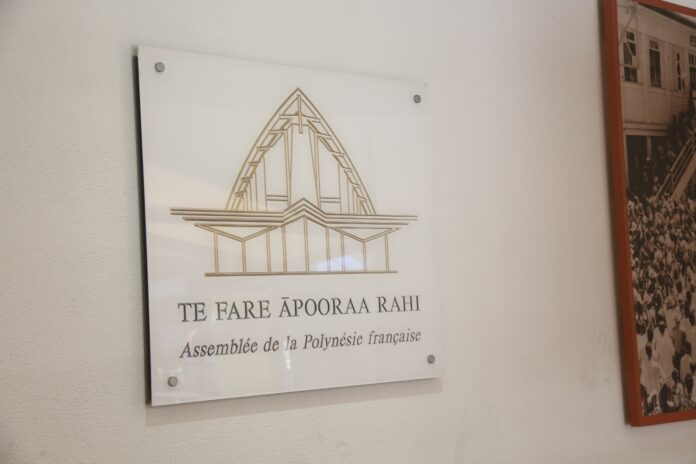 TE FARE ĀPOORAA RAHI
Assemblée de la Polynésie française